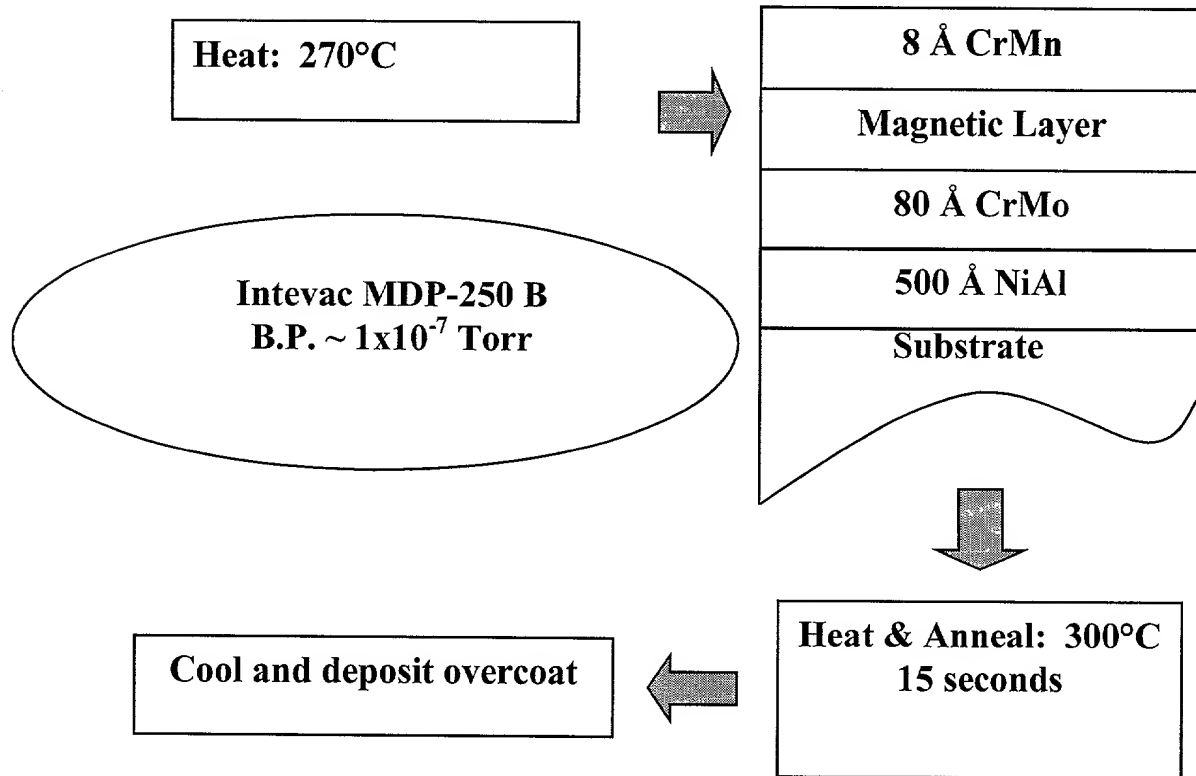 Heat: 270°C
8 Å CrMn
Magnetic Layer
80 Å CrMo
500 Å NiAl
Substrate
Intevac MDP-250 B
B.P. ~ 1x10⁻⁷ Torr
Heat & Anneal: 300°C
15 seconds
Cool and deposit overcoat